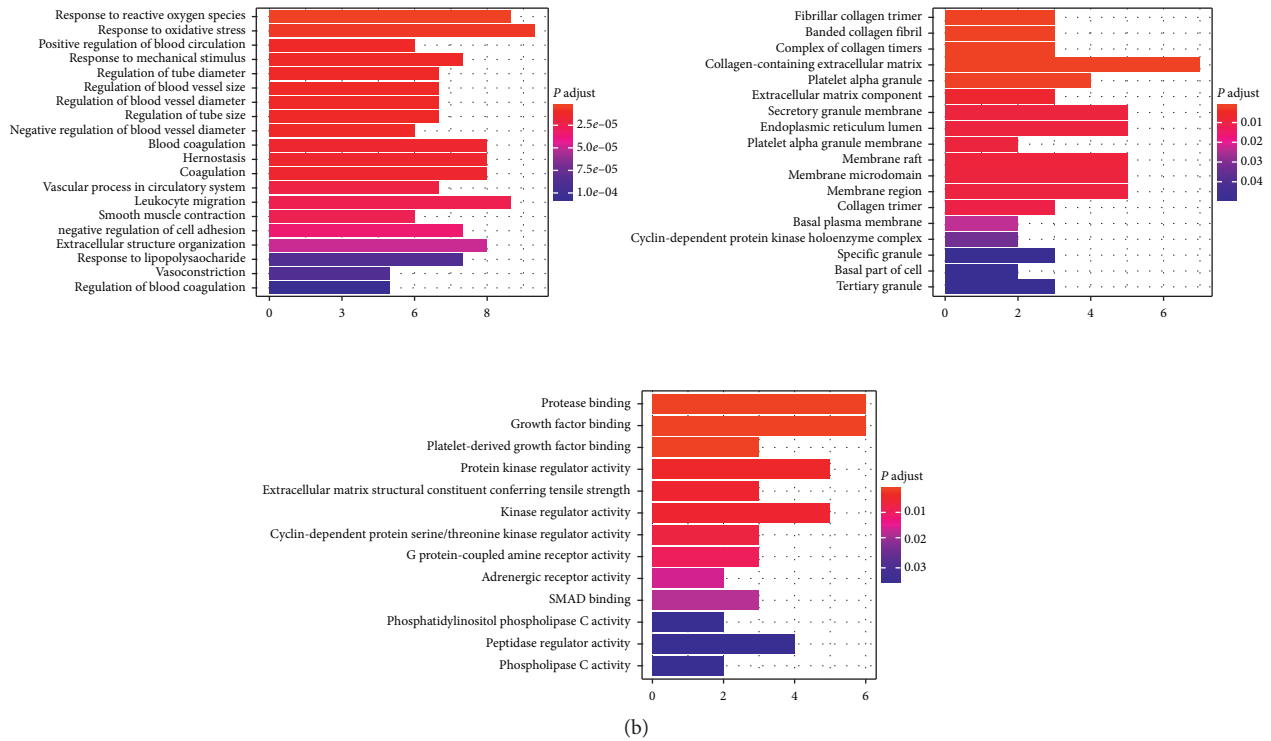 Response to reactive oxygen species
Response to oxidative stress
Positive regulation of blood circulation
Response to mechanical stimulus
Regulation of tube diameter
Regulation of blood vessel size
Regulation of blood vessel diameter
Regulation of tube size
Negative regulation of blood vessel diameter
Blood coagulation
Hernostasis
Coagulation
Vascular process in circulatory system
Leukocyte migration
Smooth muscle contraction
negative regulation of cell adhesion
Extracellular structure organization
Response to lipopolysaocharide
Vasoconstriction
Regulation of blood coagulation
0 3 6 8
P adjust
2.5e–05
5.0e–05
7.5e–05
1.0e–04
Fibrillar collagen trimer
Banded collagen fibril
Complex of collagen timers
Collagen-containing extracellular matrix
Platelet alpha granule
Extracellular matrix component
Secretory granule membrane
Endoplasmic reticulum lumen
Platelet alpha granule membrane
Membrane raft
Membrane microdomain
Membrane region
Collagen trimer
Basal plasma membrane
Cyclin-dependent protein kinase holoenzyme complex
Specific granule
Basal part of cell
Tertiary granule
0 2 4 6
P adjust
0.01
0.02
0.03
0.04
Protease binding
Growth factor binding
Platelet-derived growth factor binding
Protein kinase regulator activity
Extracellular matrix structural constituent conferring tensile strength
Kinase regulator activity
Cyclin-dependent protein serine/threonine kinase regulator activity
G protein-coupled amine receptor activity
Adrenergic receptor activity
SMAD binding
Phosphatidylinositol phospholipase C activity
Peptidase regulator activity
Phospholipase C activity
0 2 4 6
P adjust
0.01
0.02
0.03
(b)